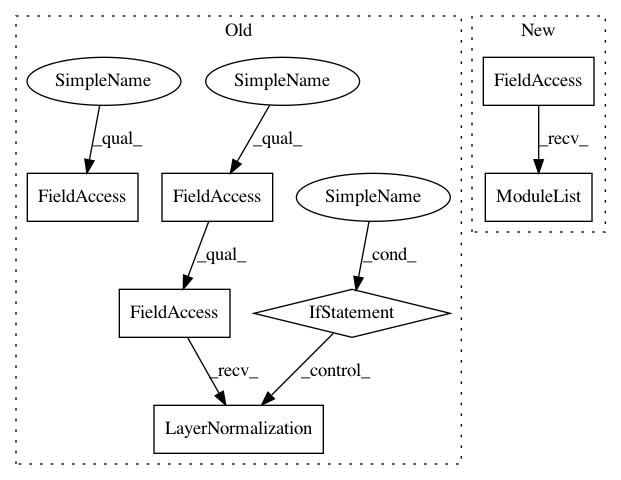 Old
New
SimpleName
SimpleName
FieldAccess
_qual_
_qual_
_recv_
FieldAccess
FieldAccess
SimpleName
ModuleList
_qual_
_cond_
FieldAccess
IfStatement
_recv_
_control_
LayerNormalization